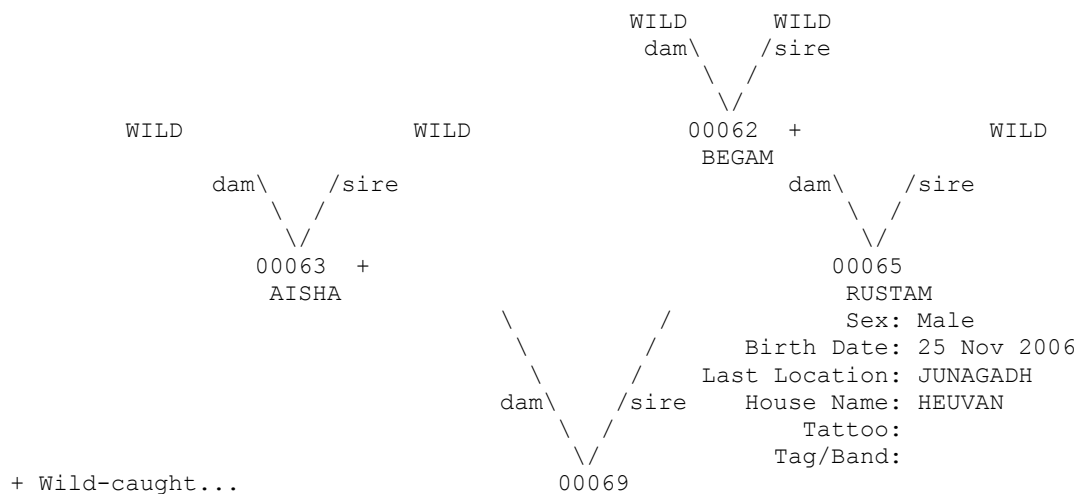 WILD WILD
dam\ /sire
\ /
\/
WILD WILD 00062 + WILD
BEGAM
dam\ /sire dam\ /sire
\ / \ /
\/ \/
00063 + 00065
AISHA RUSTAM
\ / Sex: Male
\ / Birth Date: 25 Nov 2006
\ / Last Location: JUNAGADH
dam\ /sire House Name: HEUVAN
\ / Tattoo:
\/ Tag/Band:
+ Wild-caught... 00069